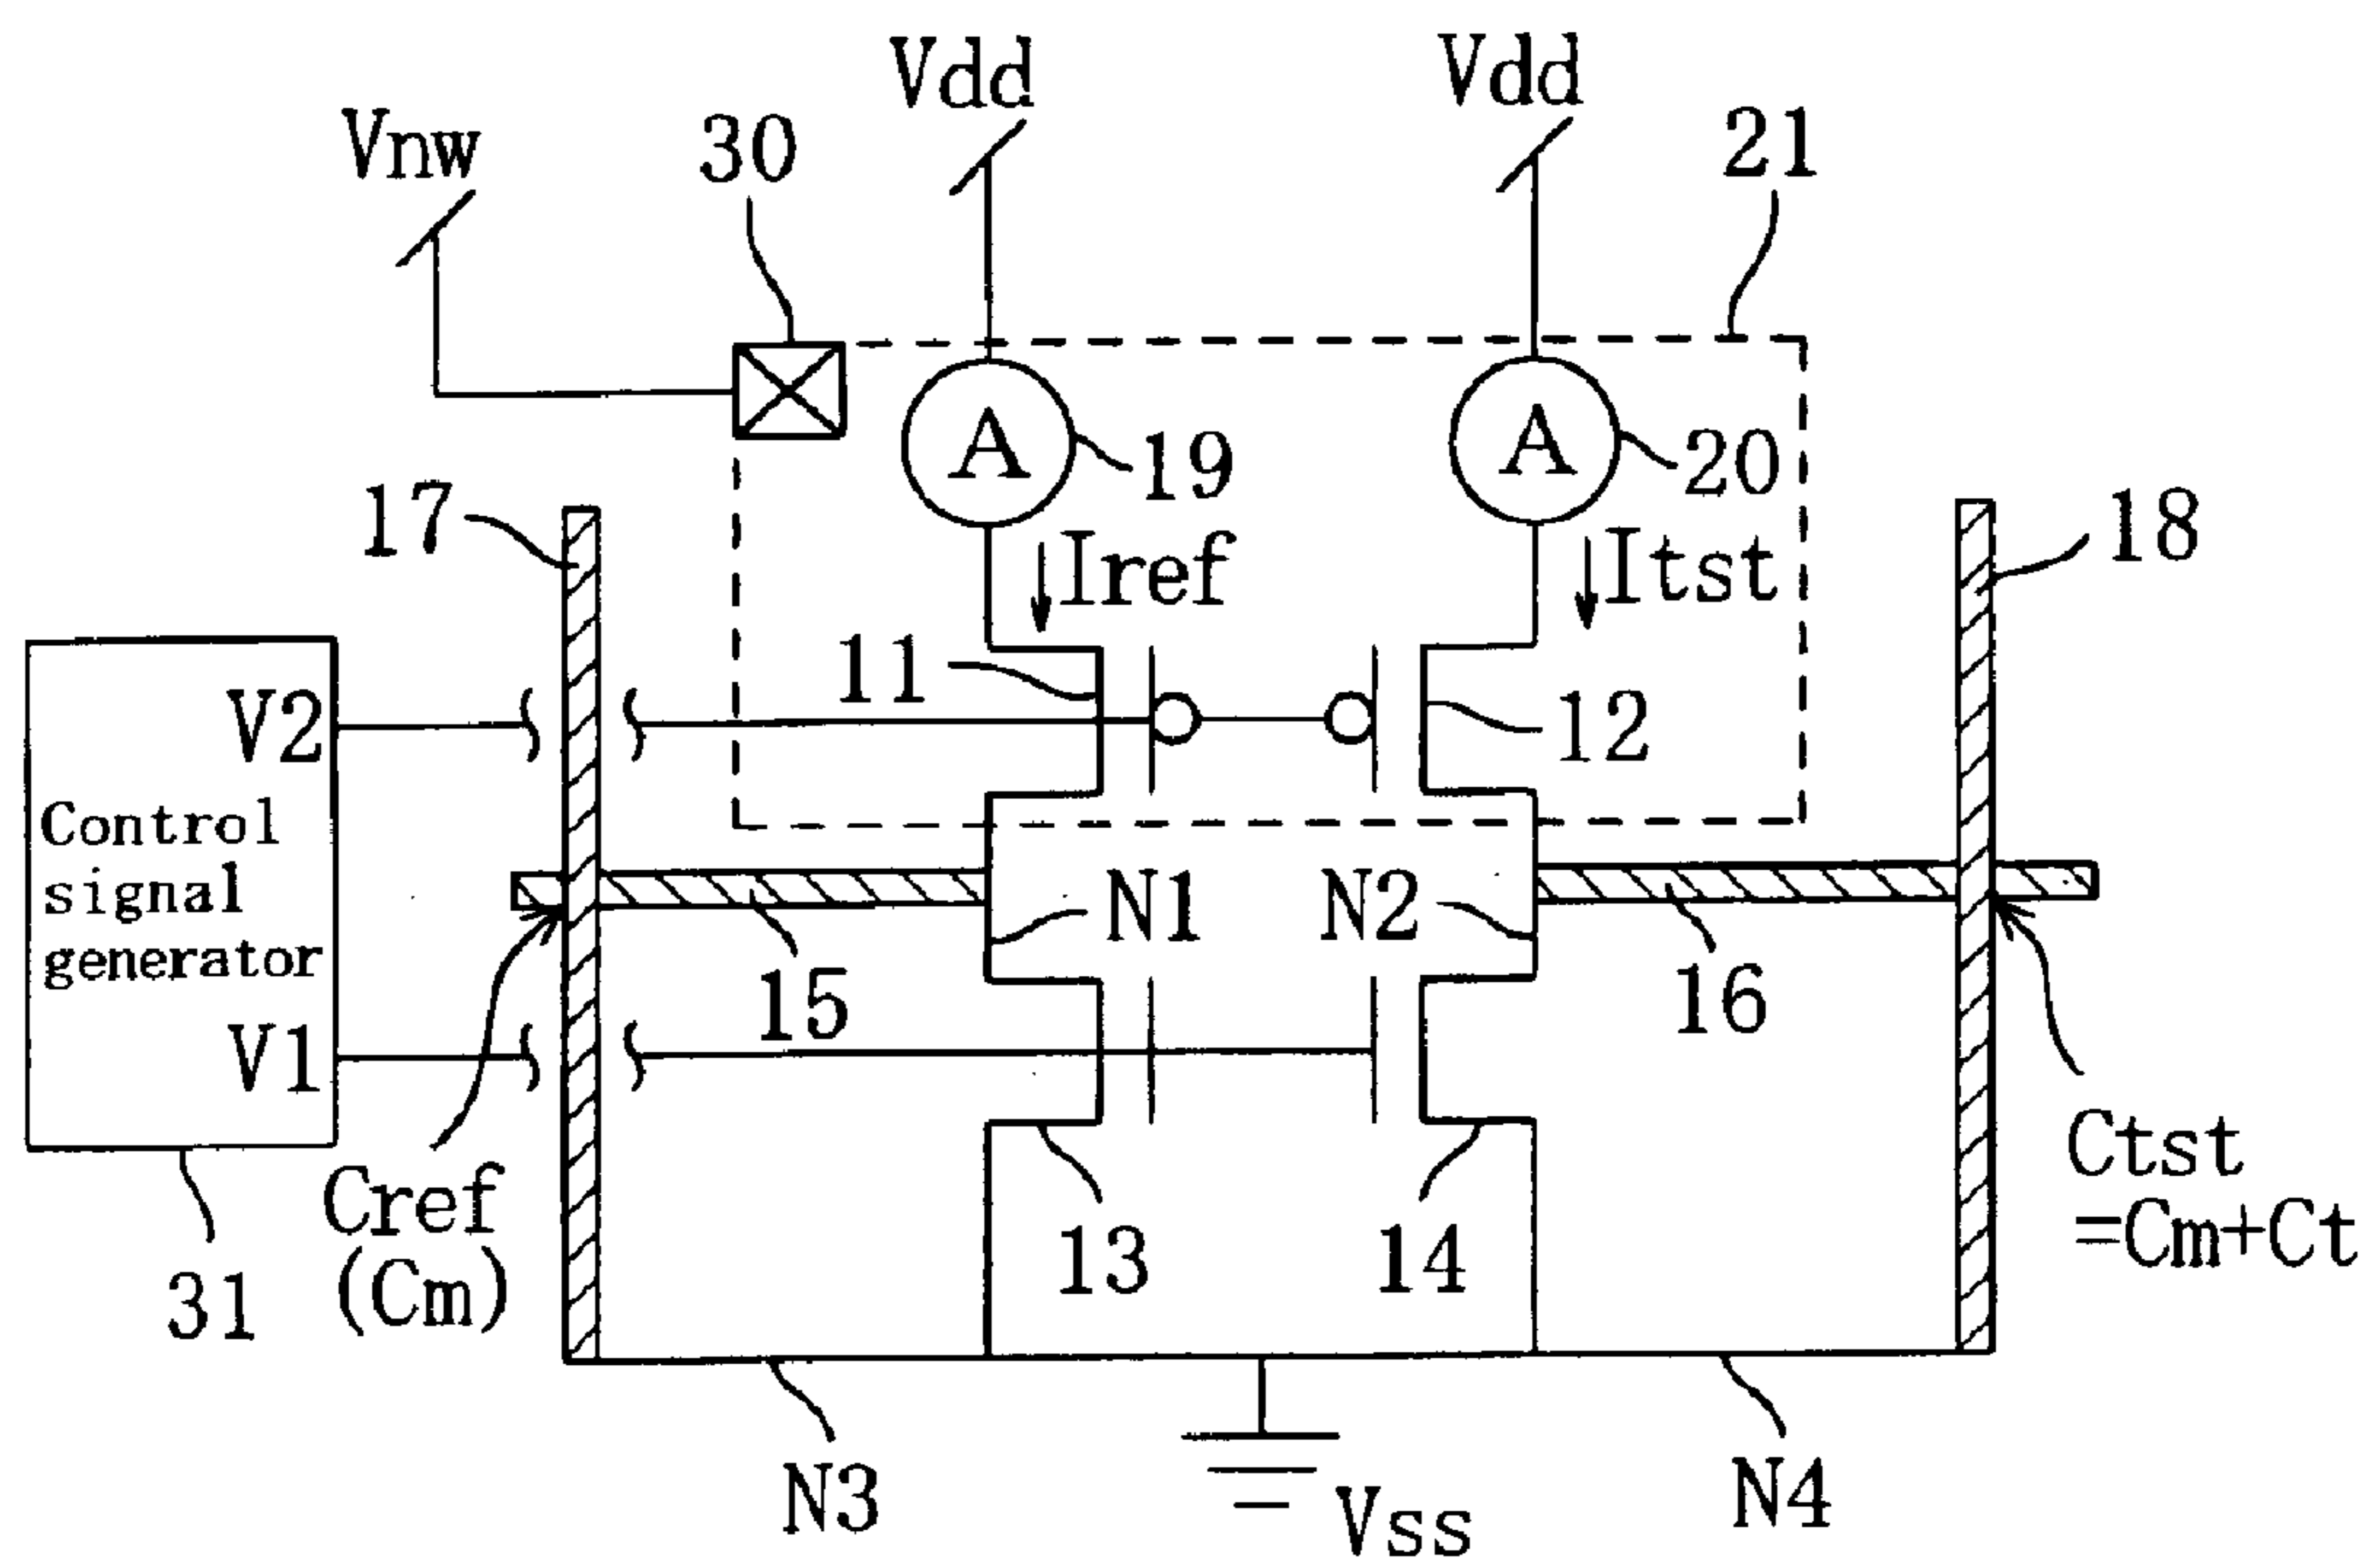 Vdd
Vdd
Vnw
30
21
A
19
A
20
17
18
Iref
Itst
11
12
V2
Control
signal
generator
V1
N1
N2
15
16
Cref
(Cm)
Ctst
=Cm+Ct
13
14
31
N3
N4
Vss